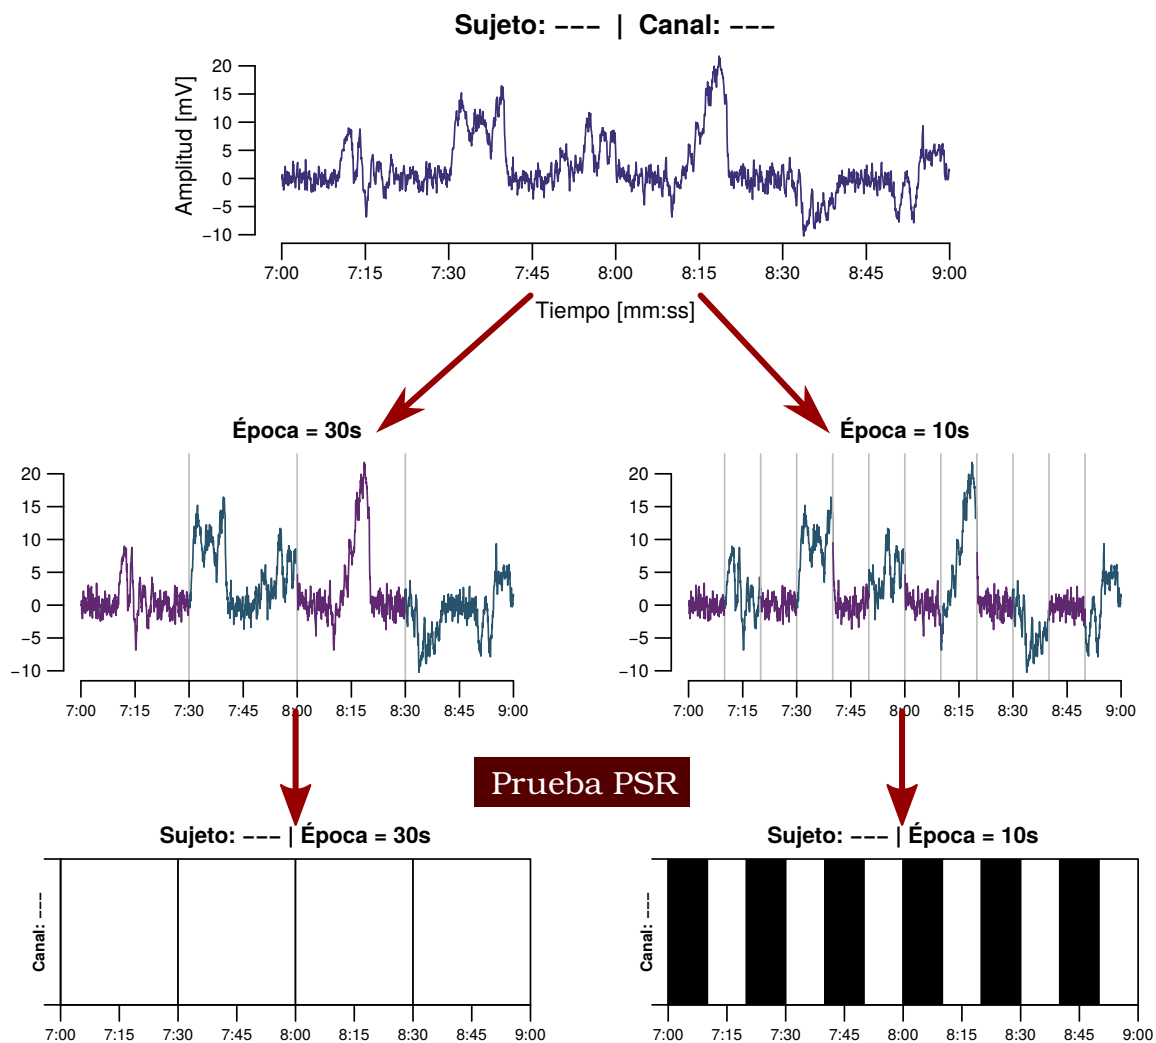 Sujeto: --- | Canal: ---
Amplitud [mV]
20
15
10
5
0
−5
−10
7:00 7:15 7:30 7:45 8:00 8:15 8:30 8:45 9:00
Tiempo [mm:ss]
Época = 30s
20
15
10
5
0
−5
−10
7:00 7:15 7:30 7:45 8:00 8:15 8:30 8:45 9:00
Época = 10s
20
15
10
5
0
−5
−10
7:00 7:15 7:30 7:45 8:00 8:15 8:30 8:45 9:00
Prueba PSR
Sujeto: --- | Época = 30s
Canal: ---
7:00 7:15 7:30 7:45 8:00 8:15 8:30 8:45 9:00
Sujeto: --- | Época = 10s
Canal: ---
7:00 7:15 7:30 7:45 8:00 8:15 8:30 8:45 9:00